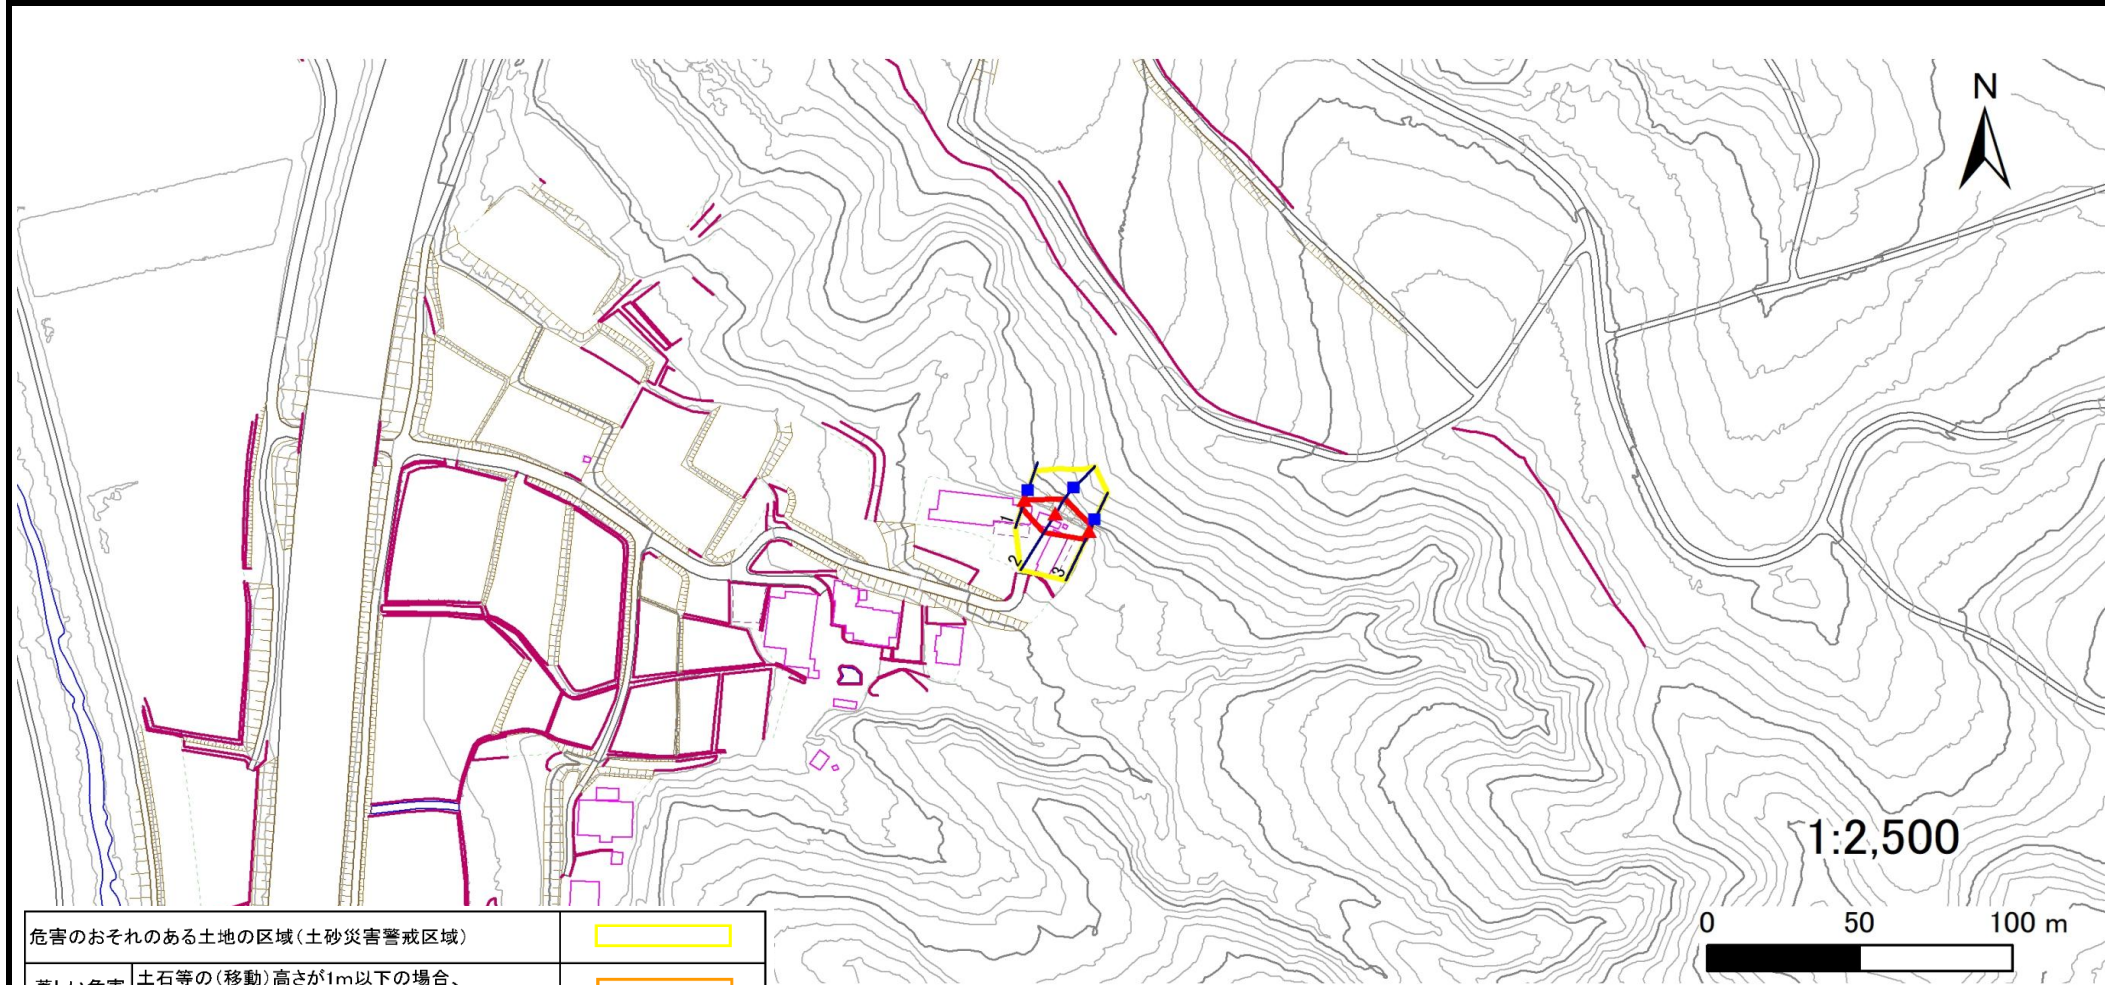 N
1
2
3
1:2,500
0 50 100 m
危害のおそれのある土地の区域(土砂災害警戒区域)
土石等の(移動)高さが1m以下の場合、
著しい危害